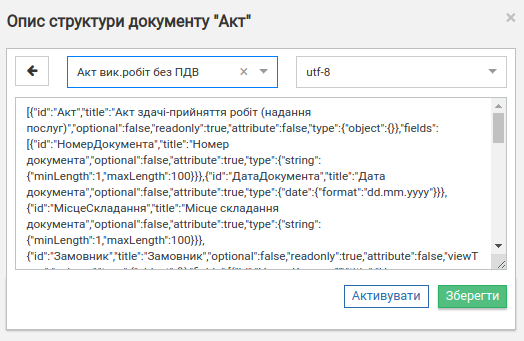 Опис структури документу "Акт"
×
Акт вик.робіт без ПДВ × utf-8
[{"id":"Акт","title":"Акт здачі-прийняття робіт (надання
послуг)","optional":false,"readonly":true,"attribute":false,"type":{"object":{}},"fields":
[{"id":"НомерДокумента","title":"Номер
документа","optional":false,"attribute":true,"type":{"string":
{"minLength":1,"maxLength":100}}},{"id":"ДатаДокумента","title":"Дата
документа","optional":false,"attribute":true,"type":{"date":{"format":"dd.mm.yyyy"}}},
{"id":"МісцеСкладання","title":"Місце складання
документа","optional":false,"attribute":true,"type":{"string":
{"minLength":1,"maxLength":100}}},
{"id":"Замовник","title":"Замовник","optional":false,"readonly":true,"attribute":false,"viewT
Активувати Зберегти